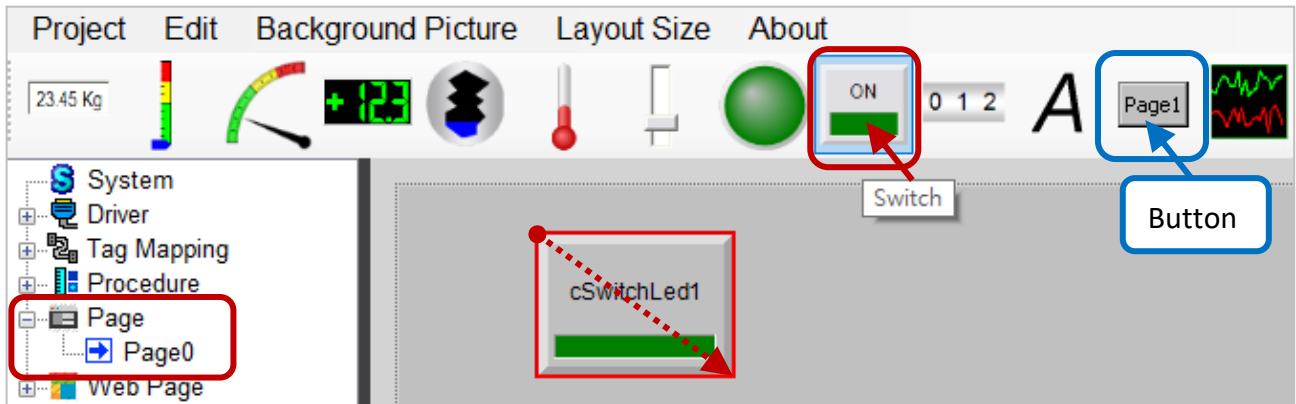 Project Edit Background Picture Layout Size About
23.45 Kg
+12.3
ON
0 1 2
A
Page1
System
Driver
Tag Mapping
Procedure
Page
Page0
Web Page
Switch
Button
cSwitchLed1